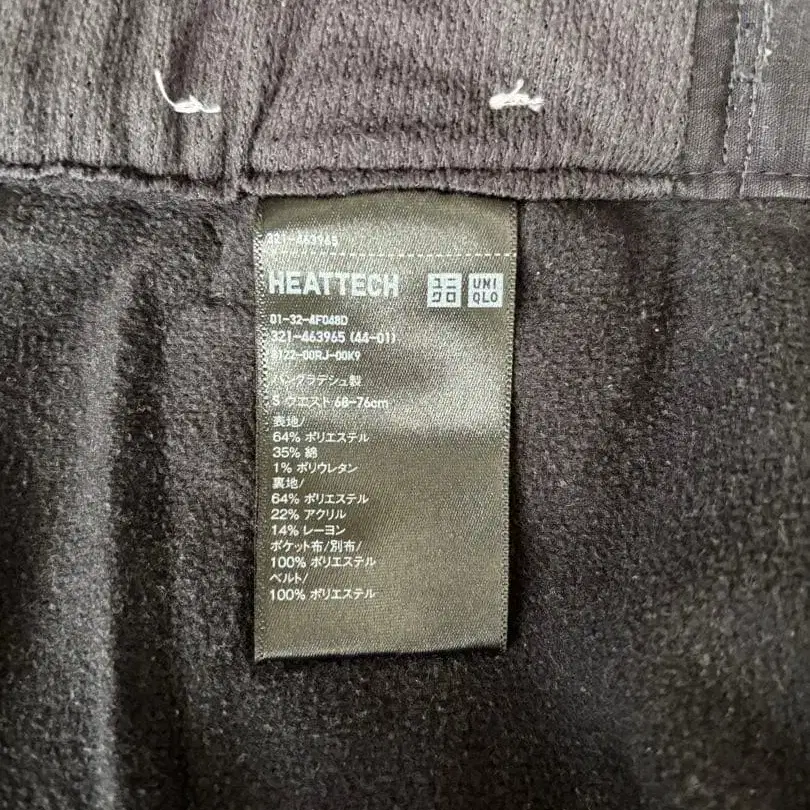 321-463965
HEATTECH ユニクロ UNIQLO
01-32-4F048D
321-463965 (44-01)
8122-00RJ-00K9
バングラデシュ製
S ウエスト 68-76cm
表地/
64% ポリエステル
35% 綿
1% ポリウレタン
裏地/
64% ポリエステル
22% アクリル
14% レーヨン
ポケット布/別布/
100% ポリエステル
ベルト/
100% ポリエステル